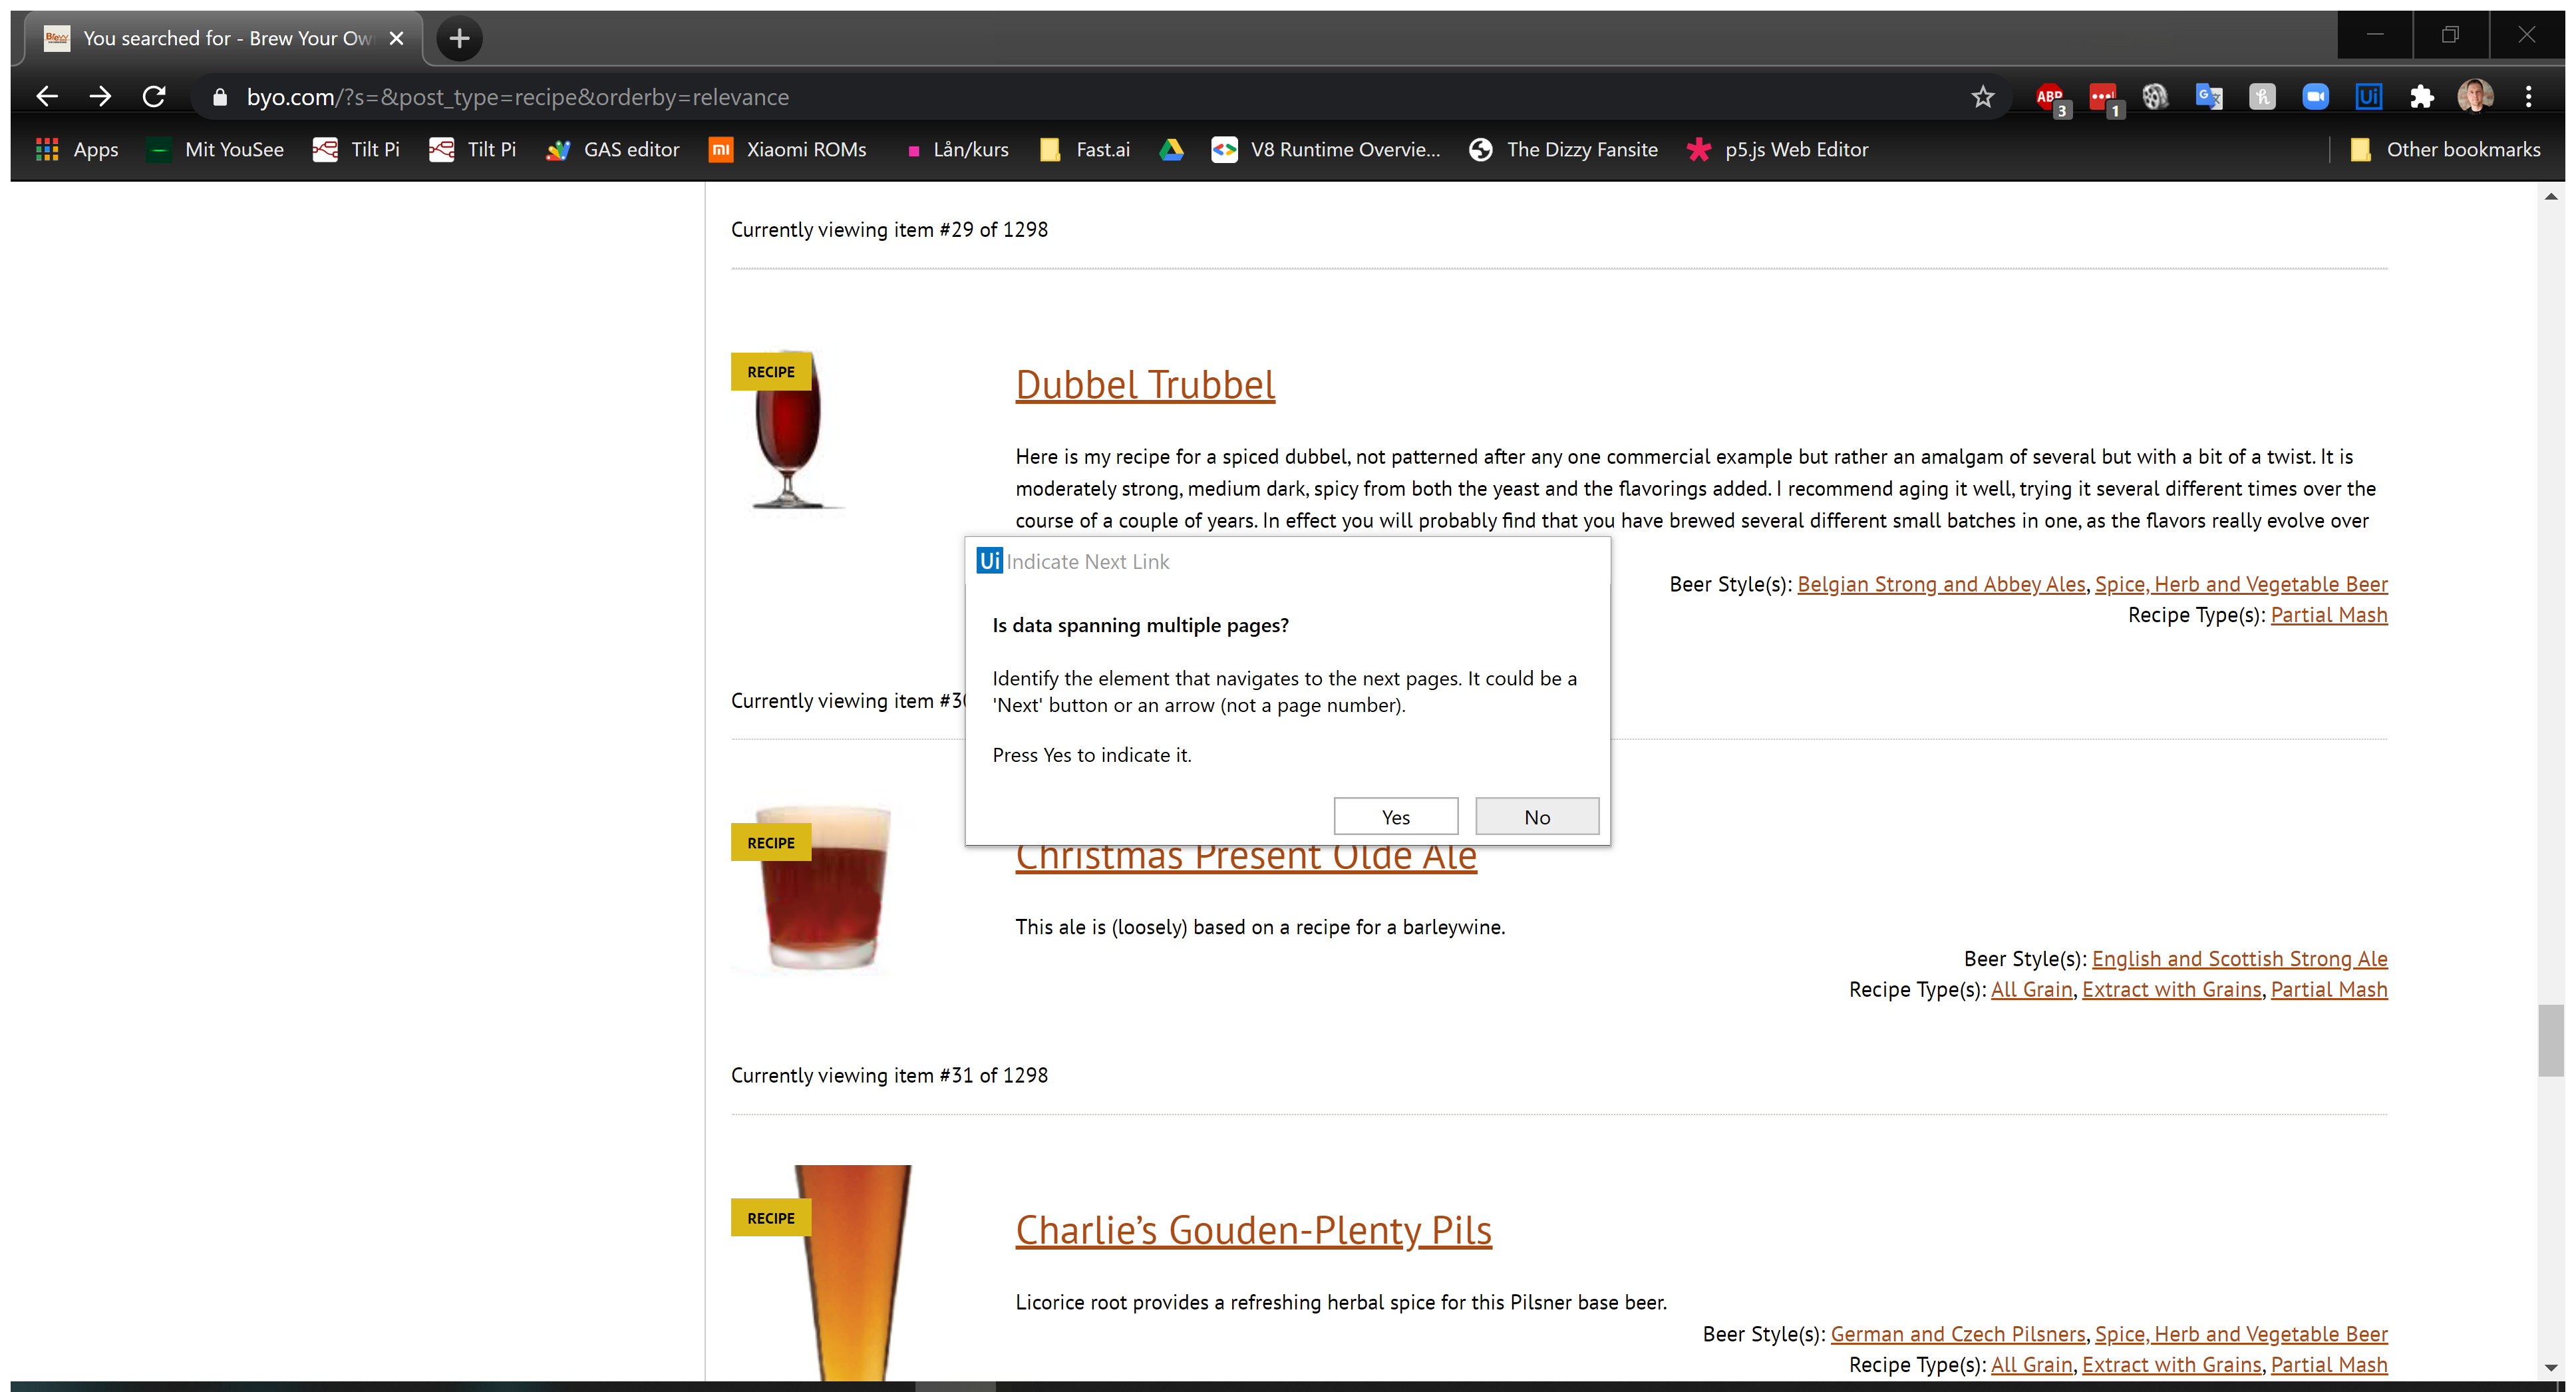 You searched for - Brew Your Ow
byo.com/?s=&post_type=recipe&orderby=relevance
ABP
3
1
Ui
Apps
Mit YouSee
Tilt Pi
Tilt Pi
GAS editor
mi
Xiaomi ROMs
Lån/kurs
Fast.ai
V8 Runtime Overvie...
The Dizzy Fansite
p5.js Web Editor
Other bookmarks
Currently viewing item #29 of 1298
RECIPE
Dubbel Trubbel
Here is my recipe for a spiced dubbel, not patterned after any one commercial example but rather an amalgam of several but with a bit of a twist. It is
moderately strong, medium dark, spicy from both the yeast and the flavorings added. I recommend aging it well, trying it several different times over the
course of a couple of years. In effect you will probably find that you have brewed several different small batches in one, as the flavors really evolve over
Beer Style(s): Belgian Strong and Abbey Ales, Spice, Herb and Vegetable Beer
Recipe Type(s): Partial Mash
Ui Indicate Next Link
Is data spanning multiple pages?
Identify the element that navigates to the next pages. It could be a
'Next' button or an arrow (not a page number).
Press Yes to indicate it.
Yes
No
Currently viewing item #30
RECIPE
Christmas Present Olde Ale
This ale is (loosely) based on a recipe for a barleywine.
Beer Style(s): English and Scottish Strong Ale
Recipe Type(s): All Grain, Extract with Grains, Partial Mash
Currently viewing item #31 of 1298
RECIPE
Charlie’s Gouden-Plenty Pils
Licorice root provides a refreshing herbal spice for this Pilsner base beer.
Beer Style(s): German and Czech Pilsners, Spice, Herb and Vegetable Beer
Recipe Type(s): All Grain, Extract with Grains, Partial Mash